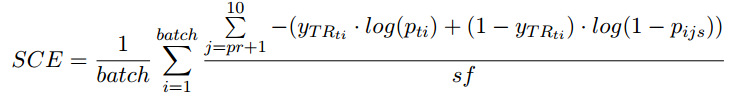 SCE = \frac{1}{batch} \sum_{i=1}^{batch} \frac{\sum_{j=pr+1}^{10} -(y_{TR_{ti}} \cdot log(p_{ti}) + (1 - y_{TR_{ti}}) \cdot log(1 - p_{ijs}))}{sf}